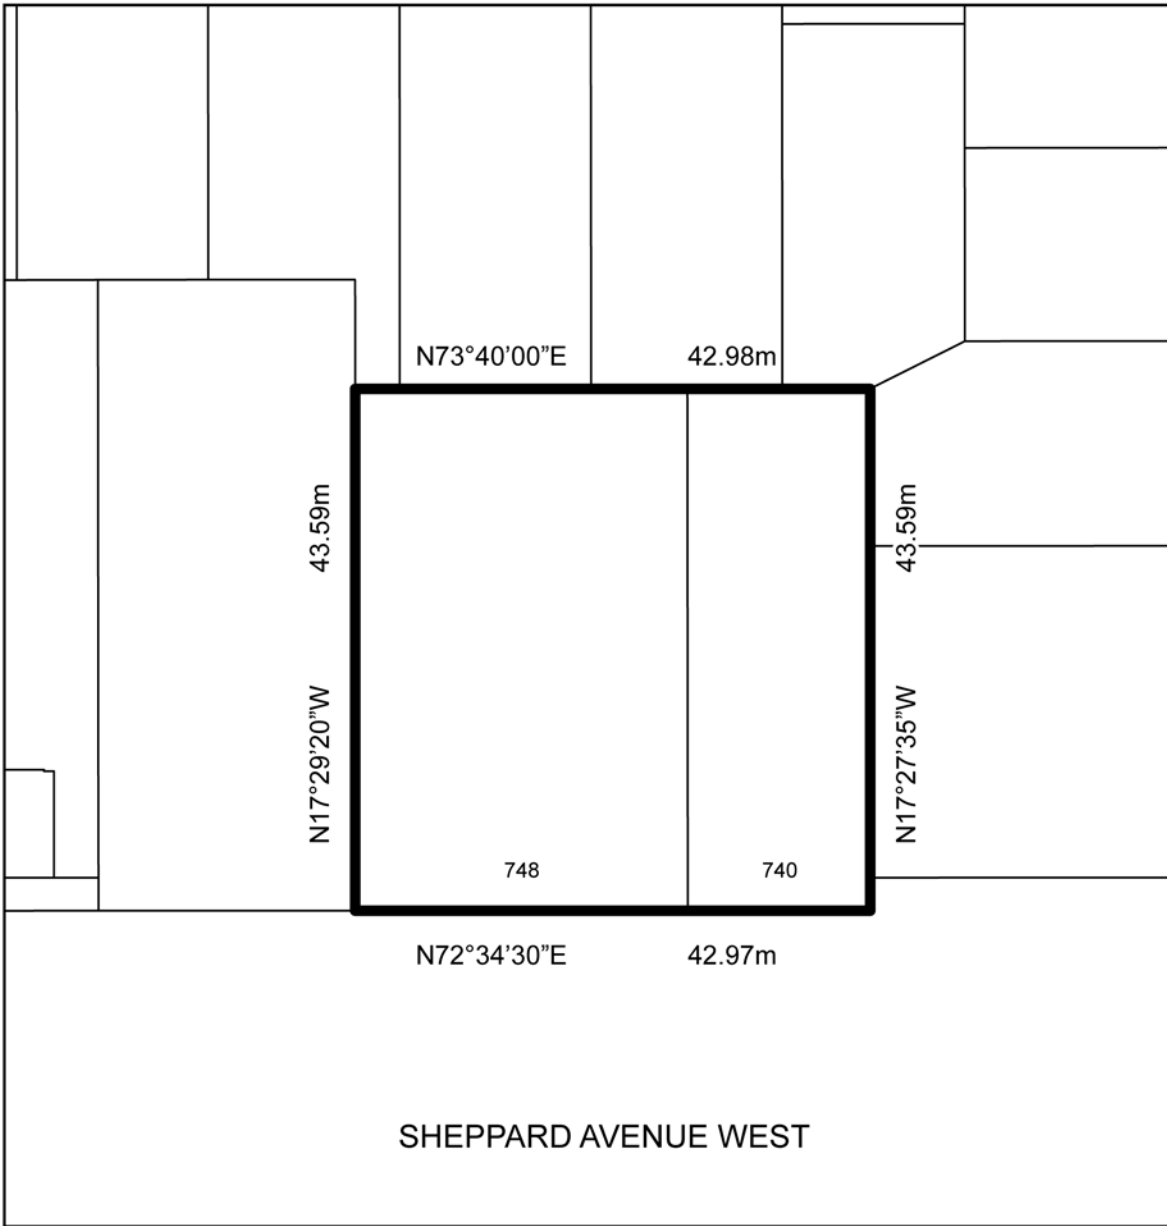 N73°40’00”E 42.98m
43.59m
43.59m
N17°29’20”W
N17°27’35”W
748 740
N72°34’30”E 42.97m
SHEPPARD AVENUE WEST